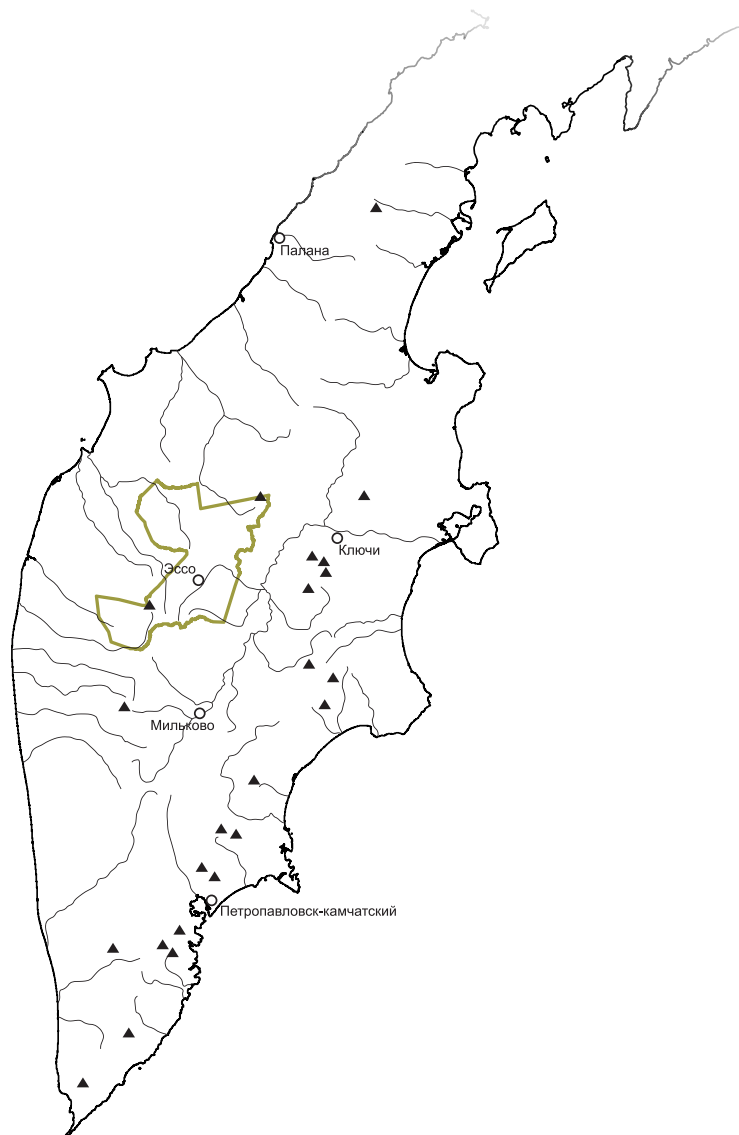 Палана
Ключи
Эссо
Мильково
Петропавловск-камчатский